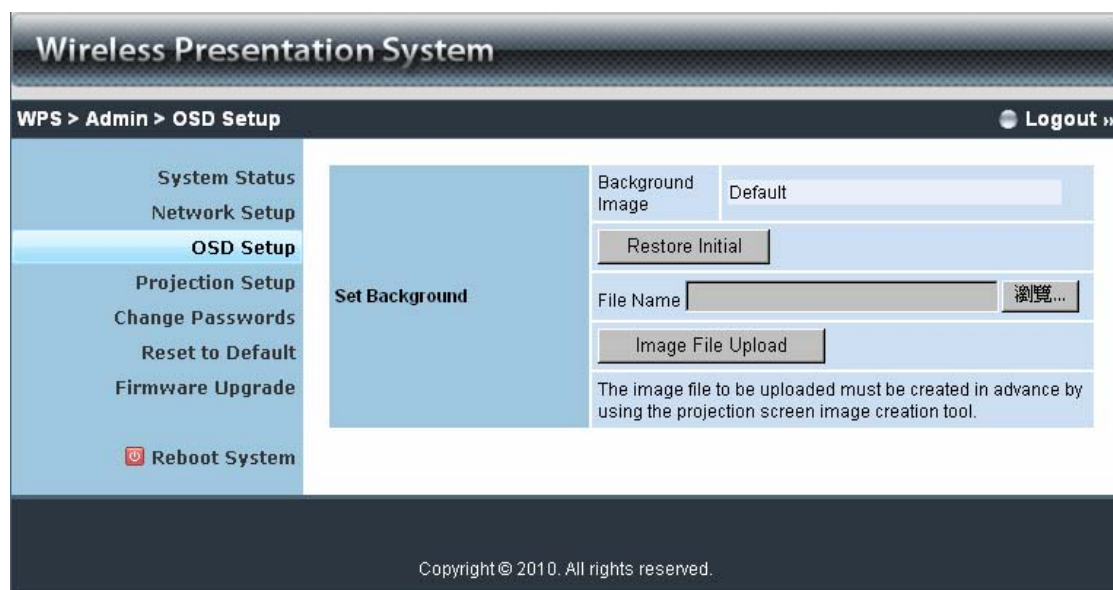 Wireless Presentation System
WPS > Admin > OSD Setup
Logout »
System Status
Network Setup
OSD Setup
Projection Setup
Change Passwords
Reset to Default
Firmware Upgrade
Reboot System
Set Background
Background
Image
Default
Restore Initial
File Name
瀏覽...
Image File Upload
The image file to be uploaded must be created in advance by
using the projection screen image creation tool.
Copyright © 2010. All rights reserved.